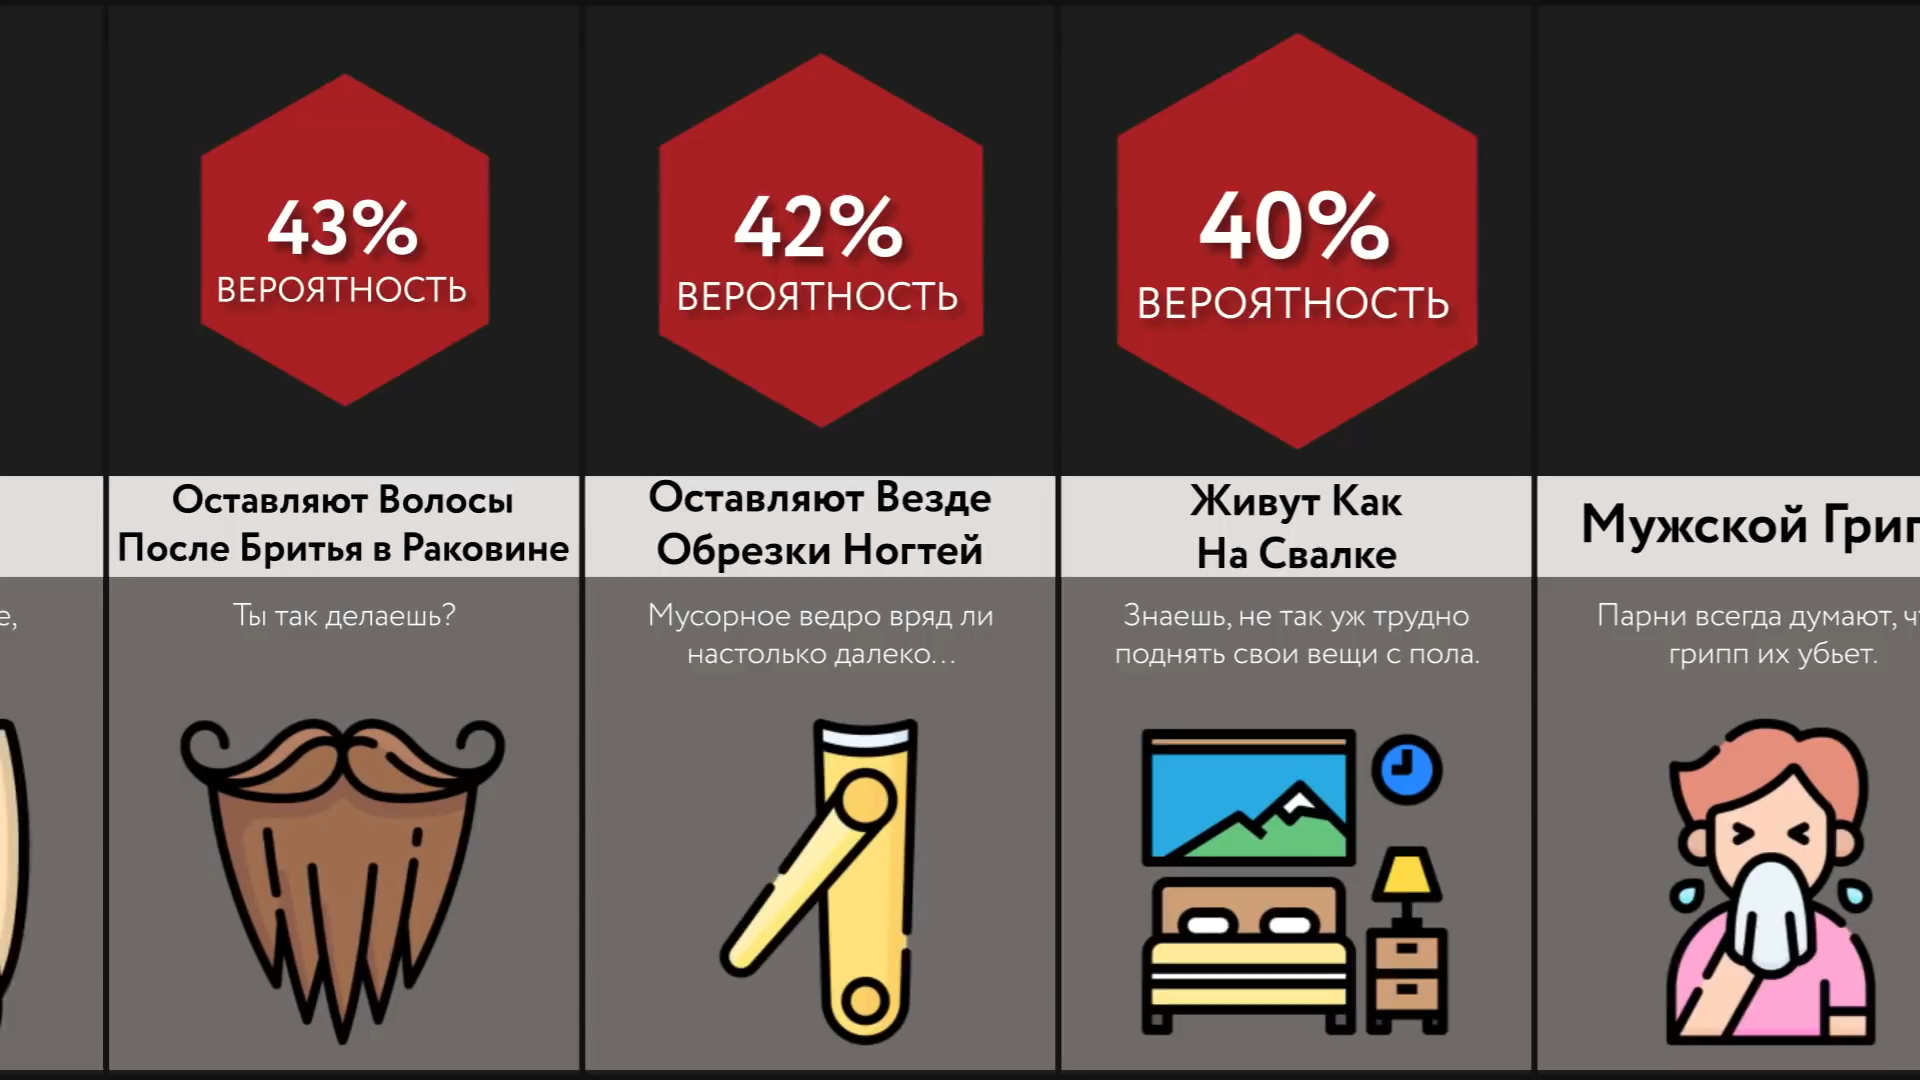 43%
ВЕРОЯТНОСТЬ
Оставляют Волосы
После Бритья в Раковине
Ты так делаешь?
42%
ВЕРОЯТНОСТЬ
Оставляют Везде
Обрезки Ногтей
Мусорное ведро вряд ли
настолько далеко...
40%
ВЕРОЯТНОСТЬ
Живут Как
На Свалке
Знаешь, не так уж трудно
поднять свои вещи с пола.
Мужской
Парни всегда думают,
грипп их убьет.